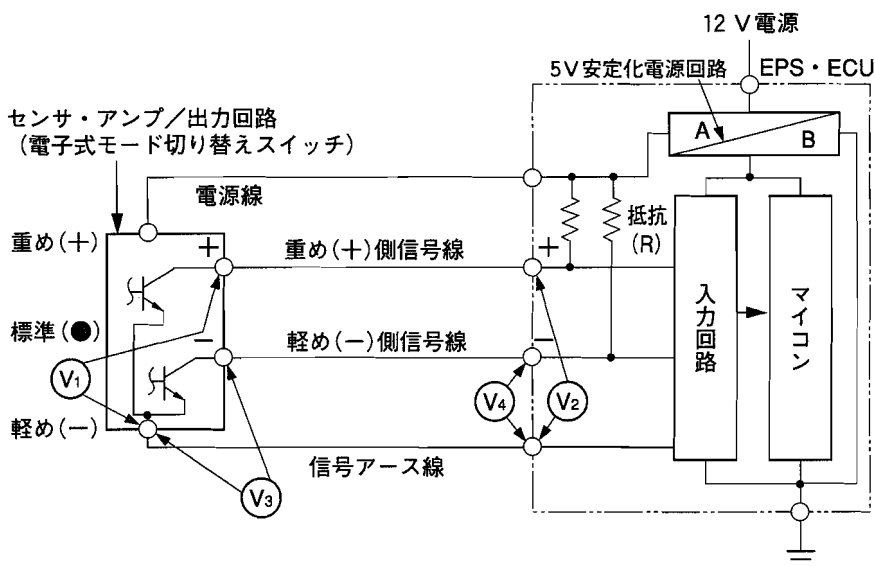 12 V電源
5V安定化電源回路
EPS・ECU
センサ・アンプ/出力回路
(電子式モード切り替えスイッチ)
A
B
電源線
抵抗
(R)
重め(+)
+
重め(+)側信号線
+
標準(●)
−
軽め(−)側信号線
−
入力回路
マイコン
V1
V4
V2
軽め(−)
信号アース線
V3